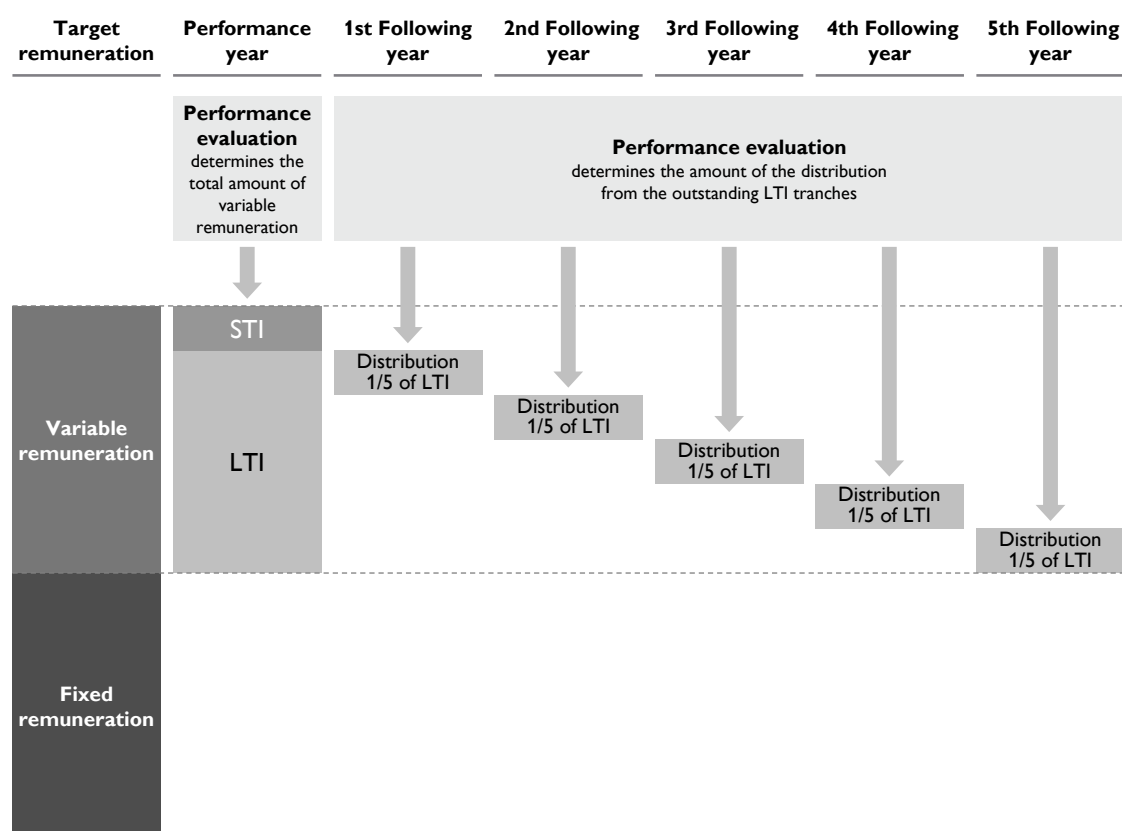 Target
remuneration
Performance
year
1st Following
year
2nd Following
year
3rd Following
year
4th Following
year
5th Following
year
Performance
evaluation
determines the
total amount of
variable
remuneration
Performance evaluation
determines the amount of the distribution
from the outstanding LTI tranches
Variable
remuneration
STI
LTI
Distribution
1/5 of LTI
Distribution
1/5 of LTI
Distribution
1/5 of LTI
Distribution
1/5 of LTI
Distribution
1/5 of LTI
Fixed
remuneration